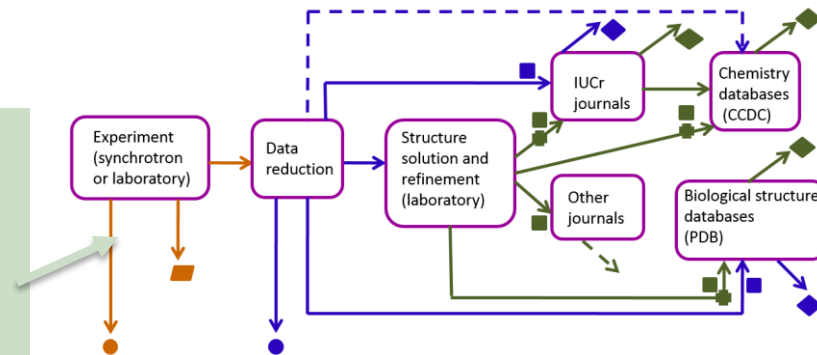 Experiment
(synchrotron
or laboratory)
Data
reduction
Structure
solution and
refinement
(laboratory)
IUCr
journals
Other
journals
Chemistry
databases
(CCDC)
Biological structure
databases
(PDB)